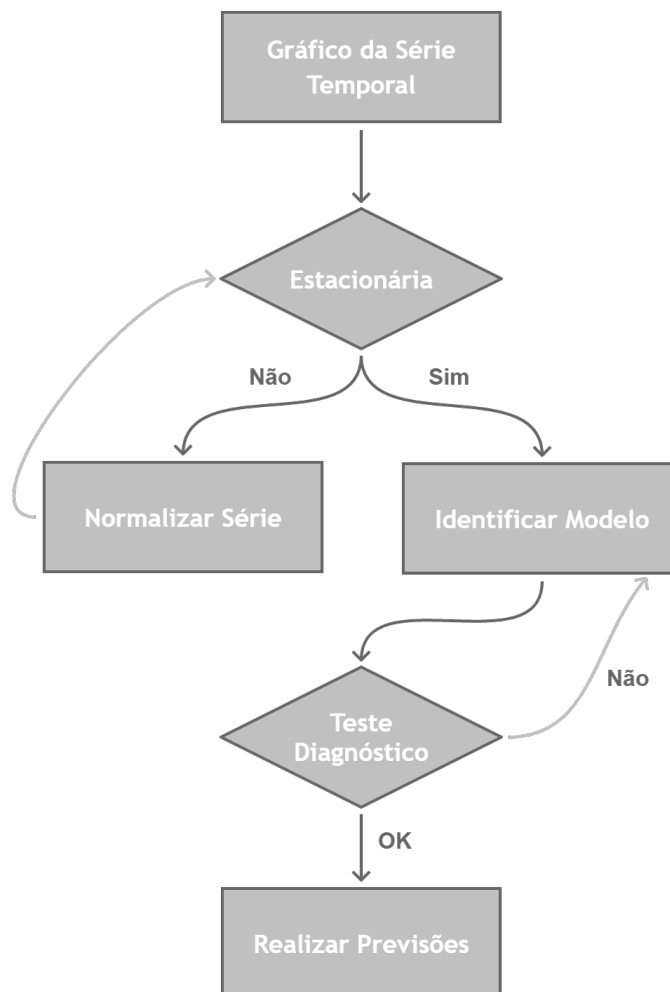 Gráfico da Série
Temporal
Estacionária
Não
Sim
Normalizar Série
Identificar Modelo
Não
Teste
Diagnóstico
OK
Realizar Previsões